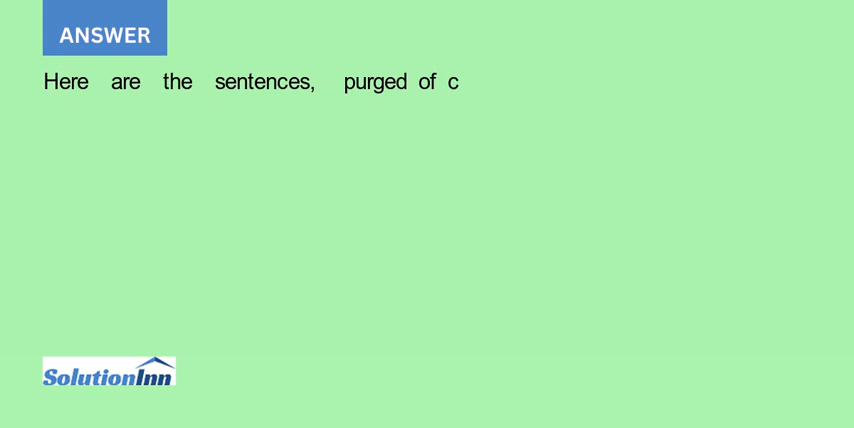 ANSWER
Here are the sentences, purged of c
SolutionInn